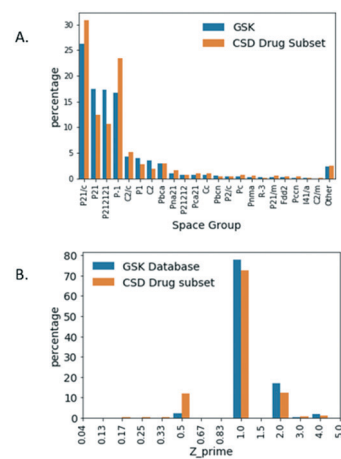 A.
percentage
30
25
20
15
10
5
0
GSK
CSD Drug Subset
P21/c
P21
P212121
P-1
C2/c
P1
C2
Pbca
Pna21
P21212
Pca21
Cc
Pbcn
P2/c
Pc
Pnma
R-3
P21/m
Fdd2
Pccn
I41/a
C2/m
Other
Space Group
B.
percentage
80
70
60
50
40
30
20
10
0
GSK Database
CSD Drug subset
0.04
0.13
0.17
0.25
0.33
0.5
0.67
0.83
1.0
1.5
2.0
3.0
4.0
5.0
Z_prime